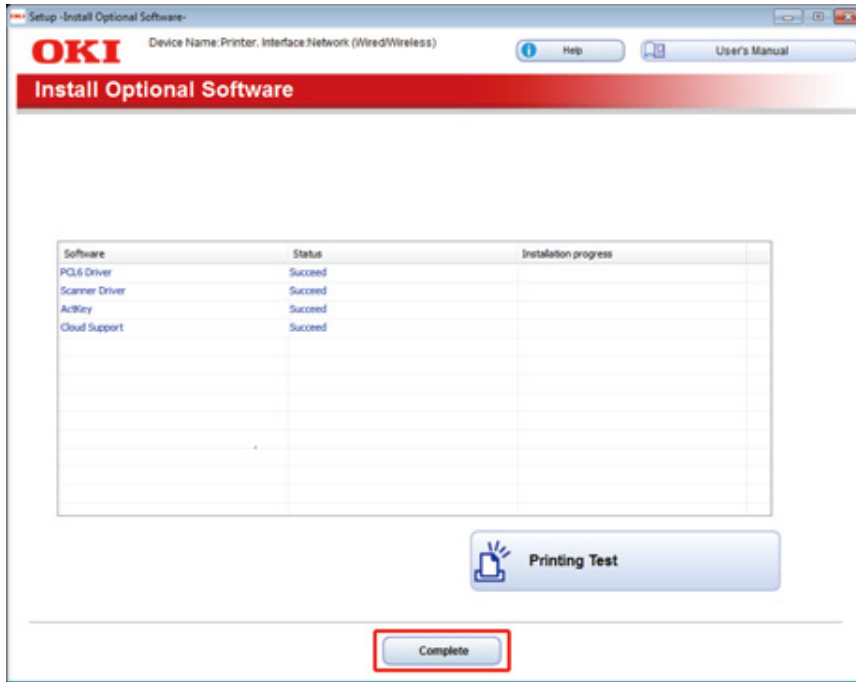 Setup -Install Optional Software-
OKI
Device Name:Printer. Interface:Network (Wired/Wireless)
Help
User's Manual
Install Optional Software
Software Status Installation progress
PCL6 Driver Succeed
Scanner Driver Succeed
ActKey Succeed
Cloud Support Succeed
Printing Test
Complete